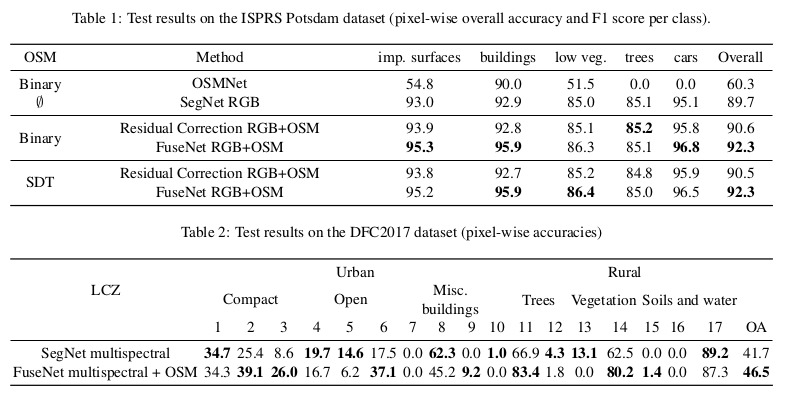 Table 1: Test results on the ISPRS Potsdam dataset (pixel-wise overall accuracy and F1 score per class).
OSM Method imp. surfaces buildings low veg. trees cars Overall
Binary OSMNet 54.8 90.0 51.5 0.0 0.0 60.3
∅ SegNet RGB 93.0 92.9 85.0 85.1 95.1 89.7
Binary
Residual Correction RGB+OSM 93.9 92.8 85.1 85.2 95.8 90.6
FuseNet RGB+OSM 95.3 95.9 86.3 85.1 96.8 92.3
SDT
Residual Correction RGB+OSM 93.8 92.7 85.2 84.8 95.9 90.5
FuseNet RGB+OSM 95.2 95.9 86.4 85.0 96.5 92.3
Table 2: Test results on the DFC2017 dataset (pixel-wise accuracies)
LCZ
Urban Rural
Compact Open Misc. buildings Trees Vegetation Soils and water
1 2 3 4 5 6 7 8 9 10 11 12 13 14 15 16 17 OA
SegNet multispectral 34.7 25.4 8.6 19.7 14.6 17.5 0.0 62.3 0.0 1.0 66.9 4.3 13.1 62.5 0.0 0.0 89.2 41.7
FuseNet multispectral + OSM 34.3 39.1 26.0 16.7 6.2 37.1 0.0 45.2 9.2 0.0 83.4 1.8 0.0 80.2 1.4 0.0 87.3 46.5